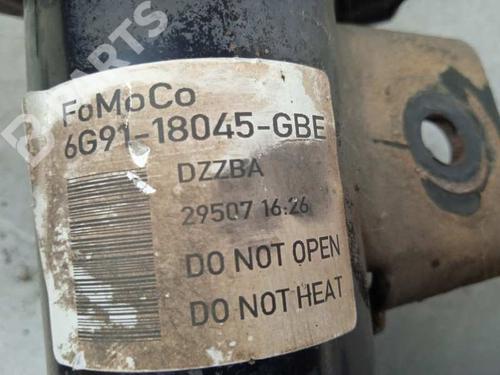 FoMoCo
6G91-18045-GBE
DZZBA
29507 16:26
DO NOT OPEN
DO NOT HEAT